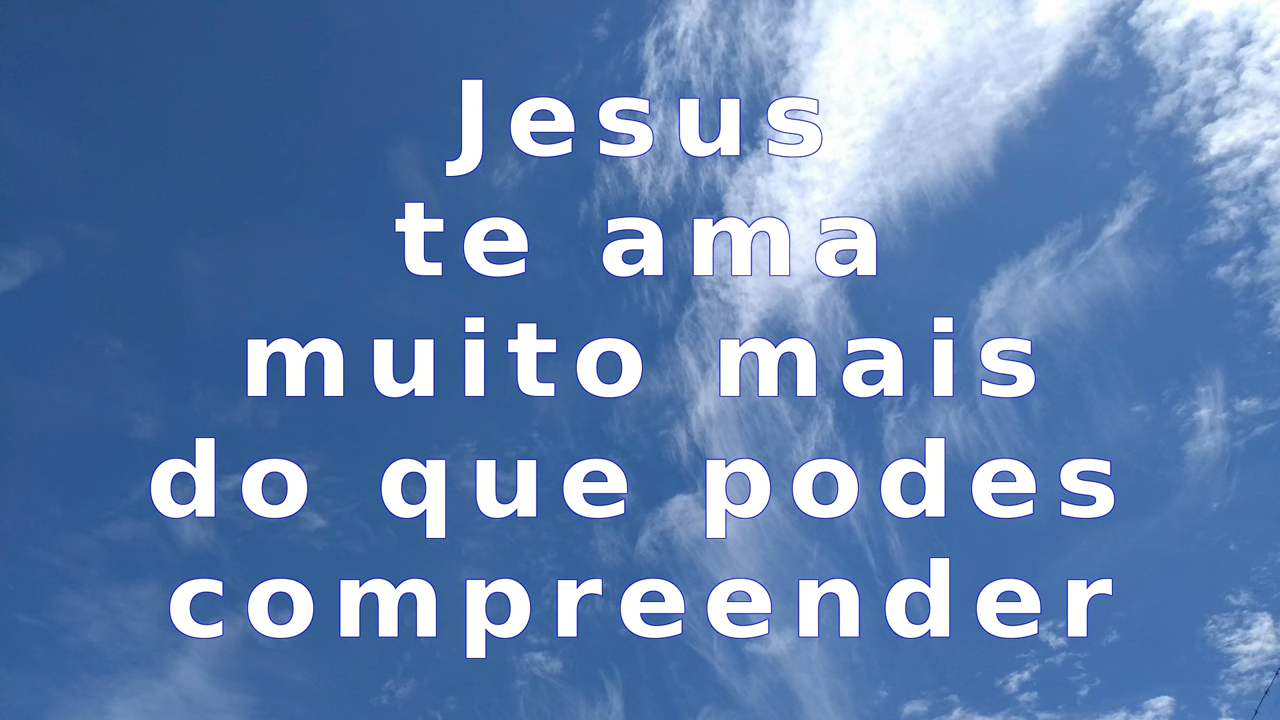 Jesus
te ama
muito mais
do que podes
compreender